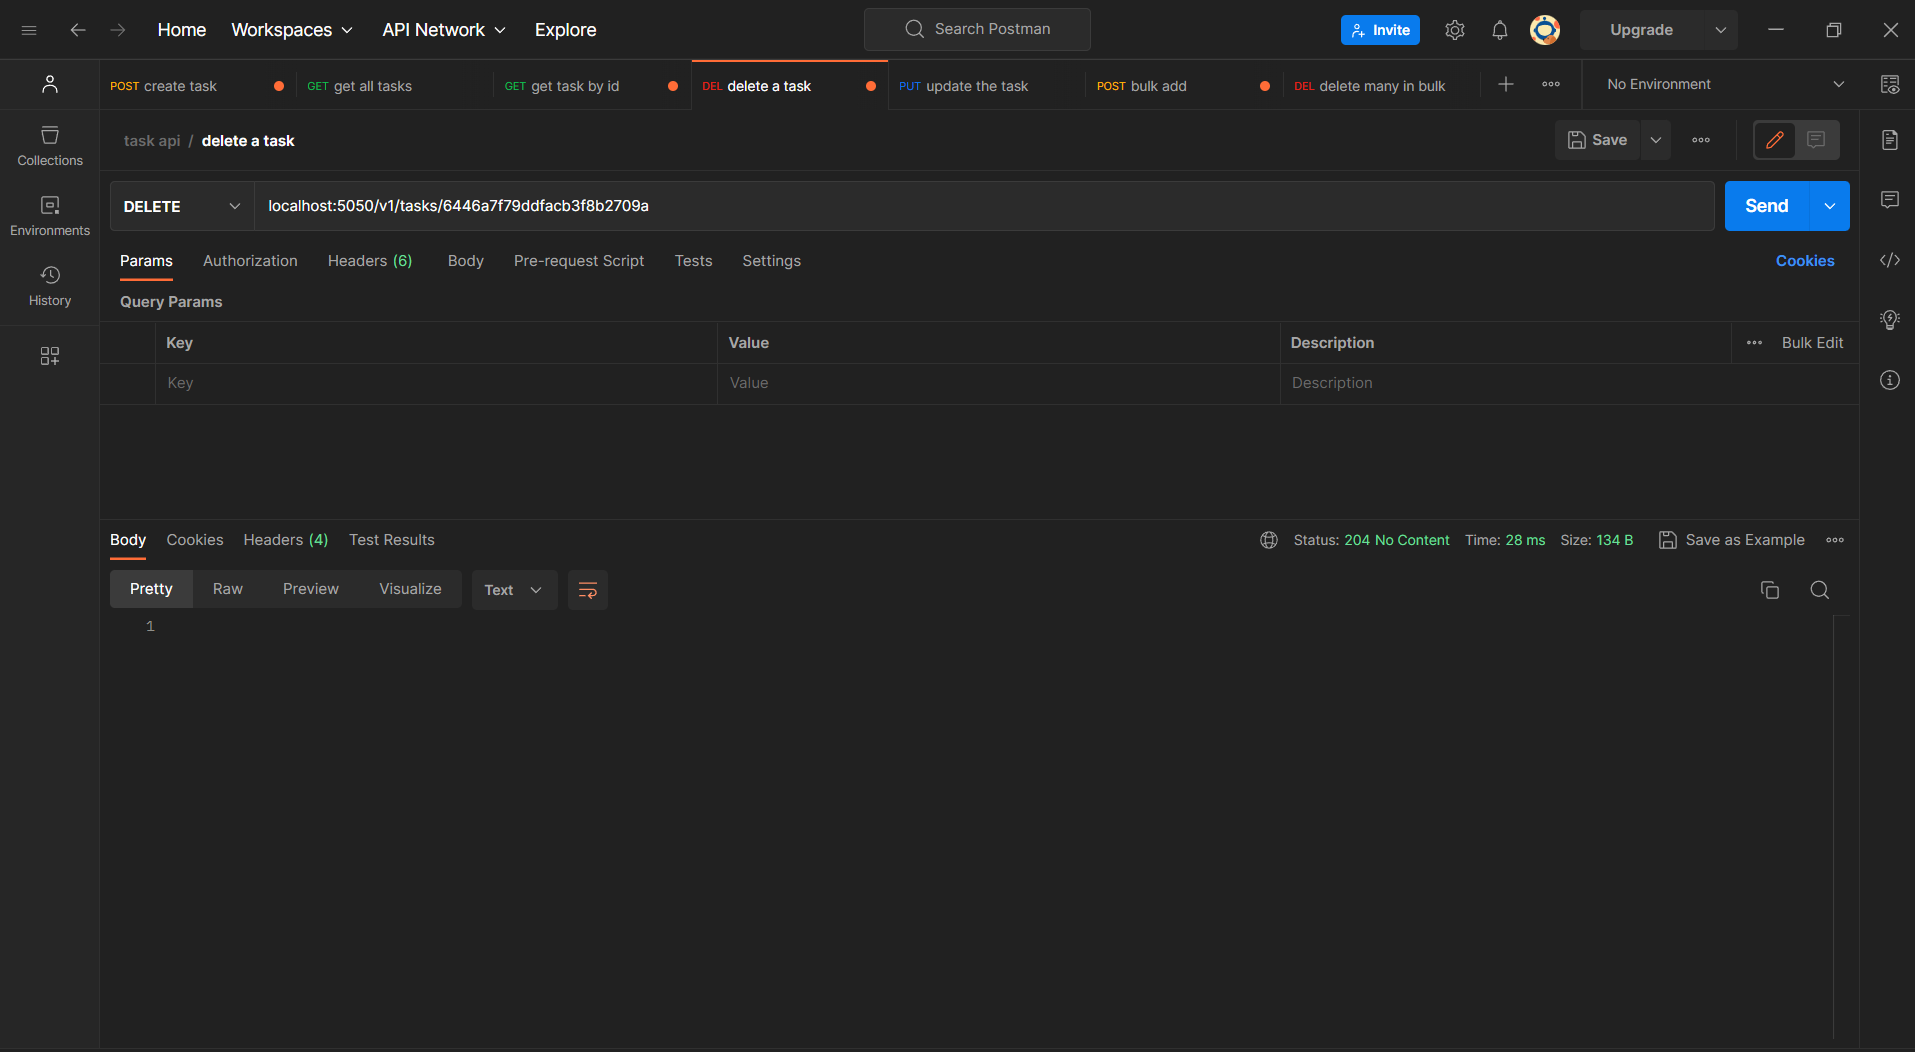 Home Workspaces API Network Explore Search Postman Invite Upgrade
POST create task GET get all tasks GET get task by id DEL delete a task PUT update the task POST bulk add DEL delete many in bulk No Environment
Collections
Environments
History
task api / delete a task Save
DELETE localhost:5050/v1/tasks/6446a7f79ddfacb3f8b2709a Send
Params Authorization Headers (6) Body Pre-request Script Tests Settings Cookies
Query Params
Key Value Description Bulk Edit
Key Value Description
Body Cookies Headers (4) Test Results Status: 204 No Content Time: 28 ms Size: 134 B Save as Example
Pretty Raw Preview Visualize Text
1